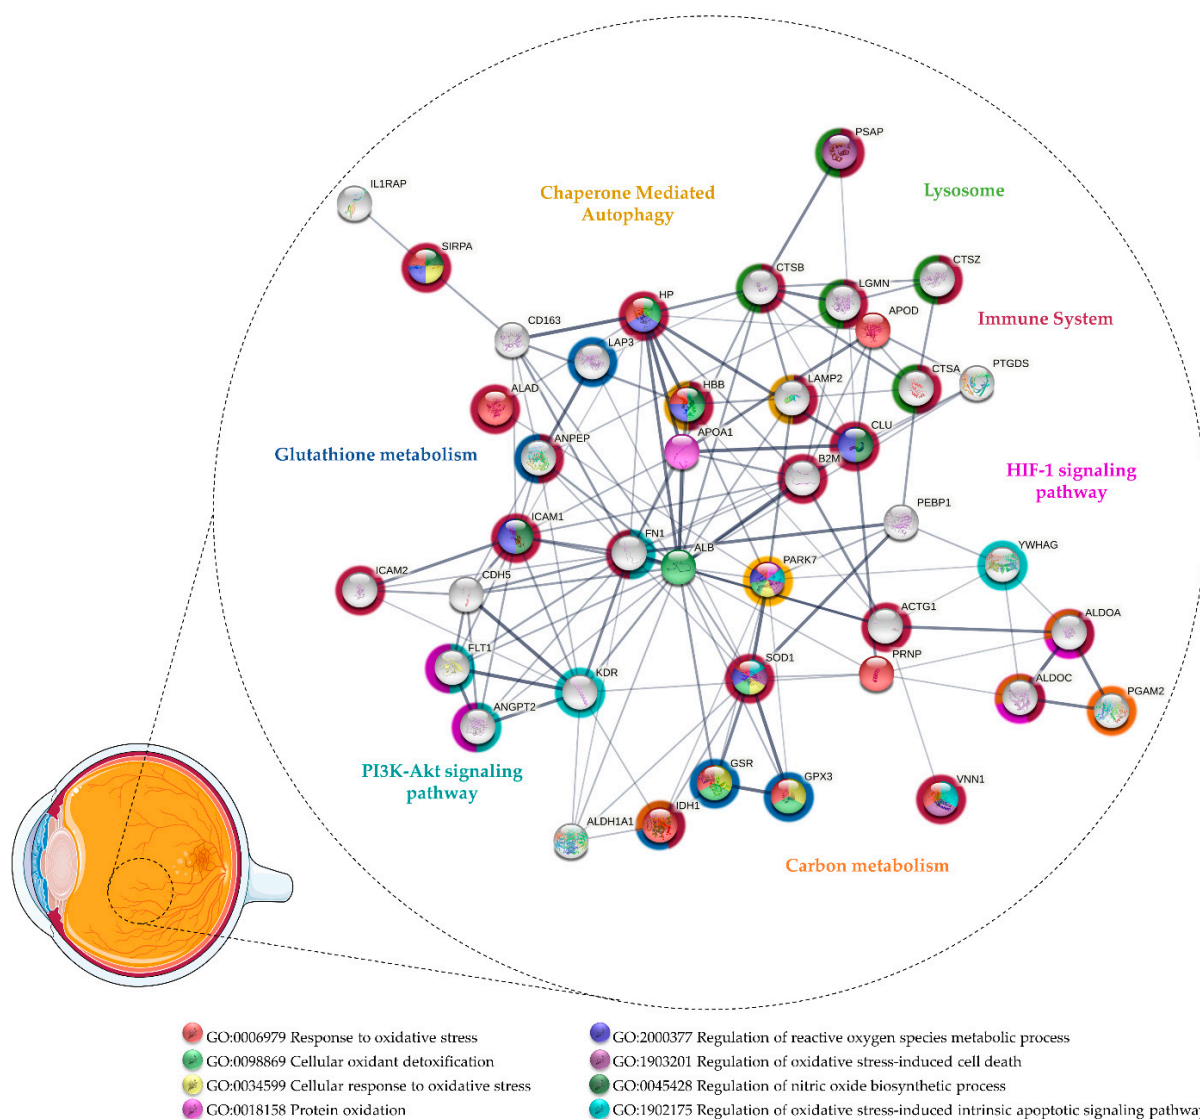 PSAP
IL1RAP
Chaperone Mediated
Autophagy
Lysosome
SIRPA
CTSB
CTSZ
LGMN
HP
APOD
Immune System
CD163
LAP3
PTGDS
CTSA
LAMP2
HBB
ALAD
CLU
APOA1
ANPEP
B2M
Glutathione metabolism
HIF-1 signaling
pathway
PEBP1
ICAM1
FN1
YWHAG
ALB
PARK7
ICAM2
CDH5
ACTG1
ALDOA
FLT1
PRNP
SOD1
KDR
ALDOC
PGAM2
ANGPT2
PI3K-Akt signaling
pathway
GSR
GPX3
VNN1
IDH1
ALDH1A1
Carbon metabolism
GO:0006979 Response to oxidative stress
GO:0098869 Cellular oxidant detoxification
GO:0034599 Cellular response to oxidative stress
GO:0018158 Protein oxidation
GO:2000377 Regulation of reactive oxygen species metabolic process
GO:1903201 Regulation of oxidative stress-induced cell death
GO:0045428 Regulation of nitric oxide biosynthetic process
GO:1902175 Regulation of oxidative stress-induced intrinsic apoptotic signaling pathway